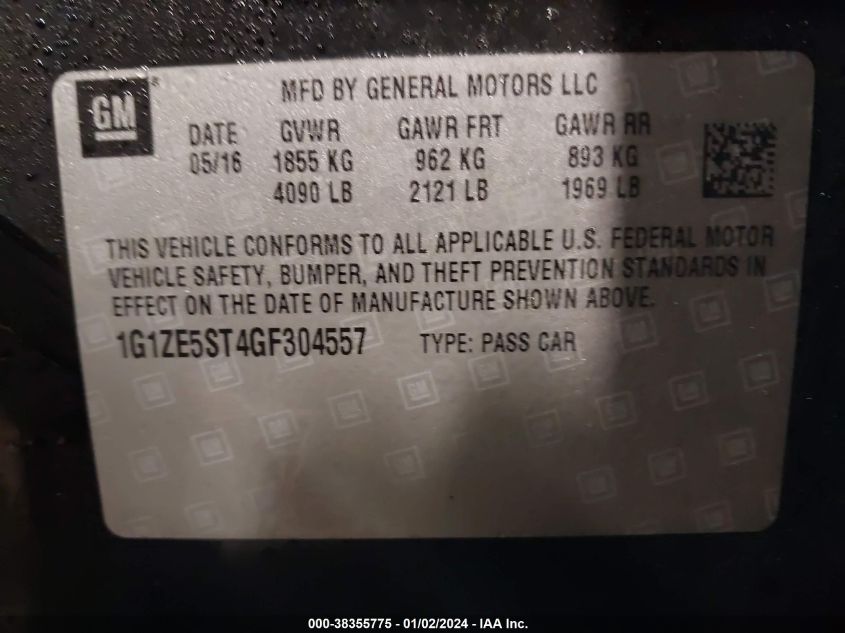 GM®
MFD BY GENERAL MOTORS LLC
DATE GVWR GAWR FRT GAWR RR
05/16 1855 KG 962 KG 893 KG
4090 LB 2121 LB 1969 LB
THIS VEHICLE CONFORMS TO ALL APPLICABLE U.S. FEDERAL MOTOR
VEHICLE SAFETY, BUMPER, AND THEFT PREVENTION STANDARDS IN
EFFECT ON THE DATE OF MANUFACTURE SHOWN ABOVE.
1G1ZE5ST4GF304557 TYPE: PASS CAR
000-38355775 - 01/02/2024 - IAA Inc.